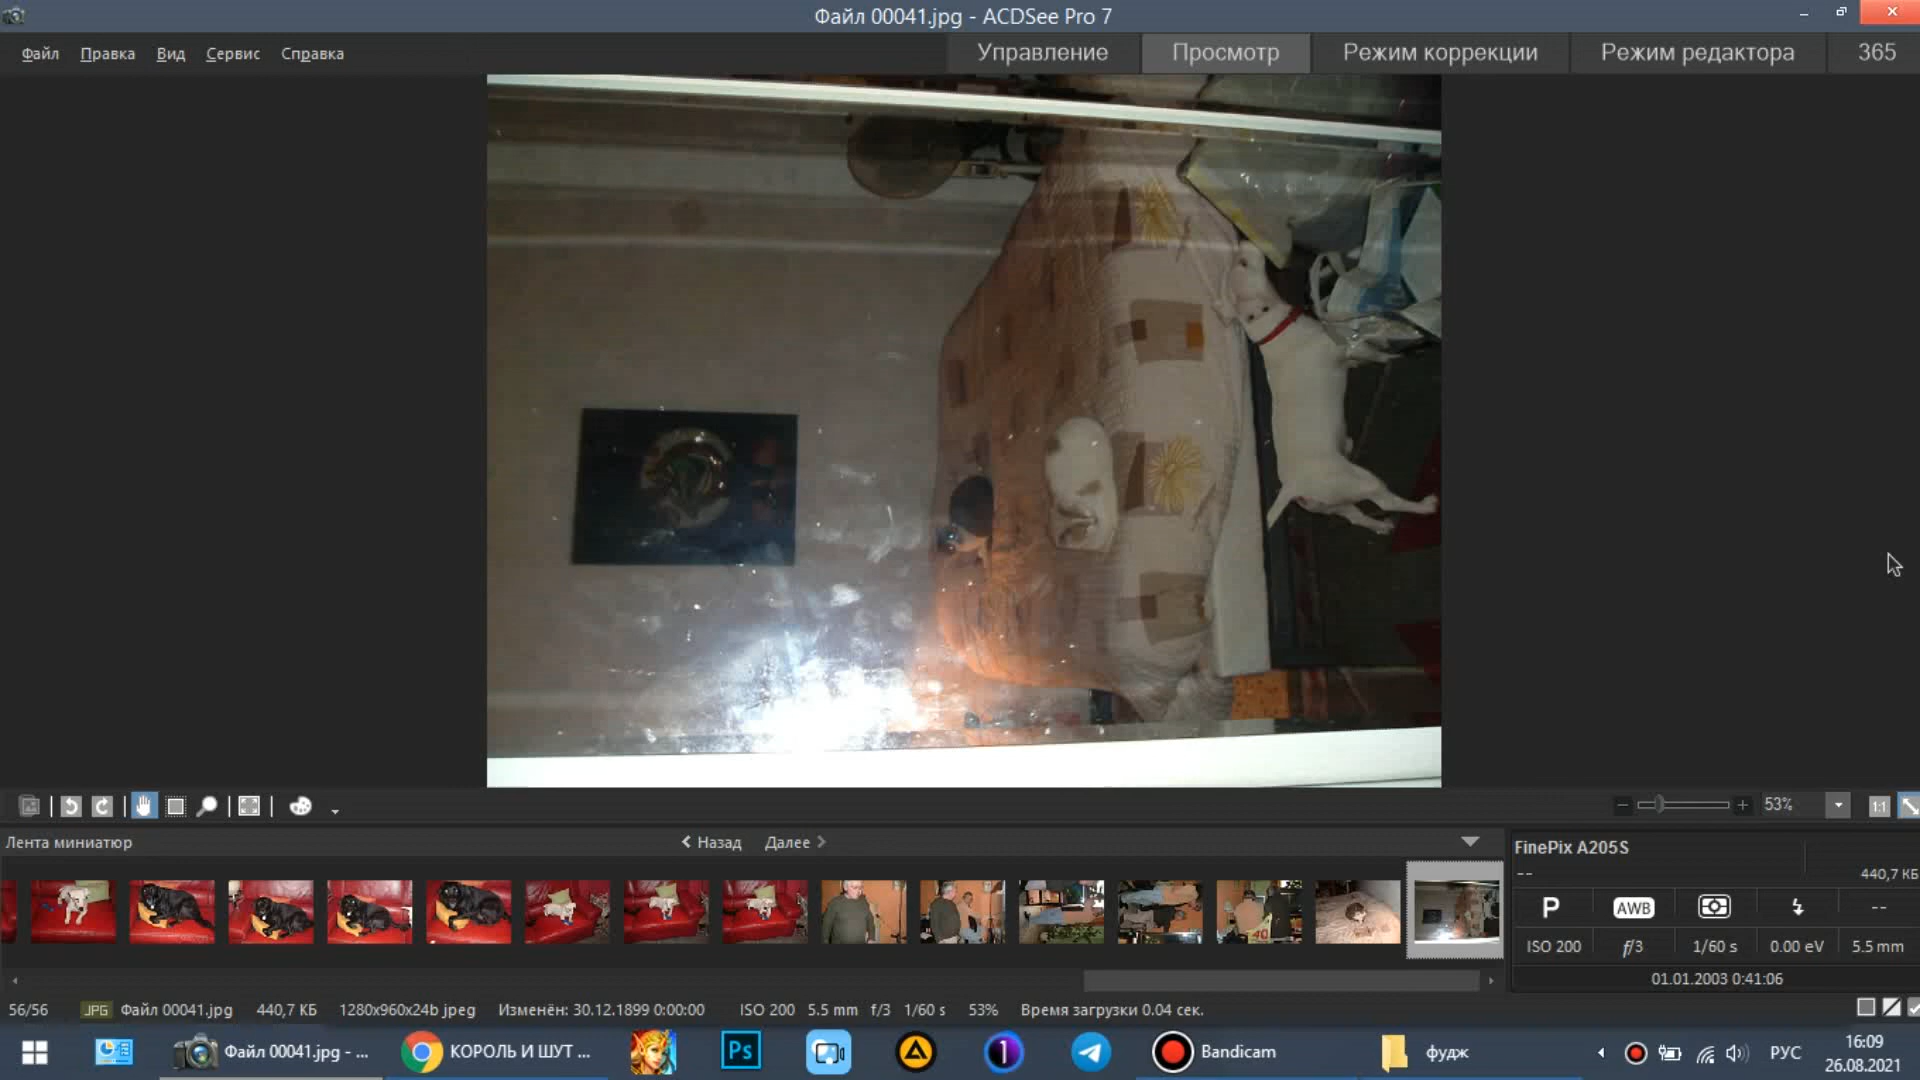 Файл 00041.jpg - ACDSee Pro 7
Файл Правка Вид Сервис Справка
Управление Просмотр Режим коррекции Режим редактора 365
53% 1:1
Лента миниатюр Назад Далее
FinePix A205S
-- 440,7 КБ
P AWB --
ISO 200 f/3 1/60 s 0.00 eV 5.5 mm
01.01.2003 0:41:06
56/56 JPG Файл 00041.jpg 440,7 КБ 1280x960x24b jpeg Изменён: 30.12.1899 0:00:00 ISO 200 5.5 mm f/3 1/60 s 53% Время загрузки 0.04 сек.
Файл 00041.jpg - ... КОРОЛЬ И ШУТ ... Ps 1 Bandicam фудж РУС 16:09
26.08.2021